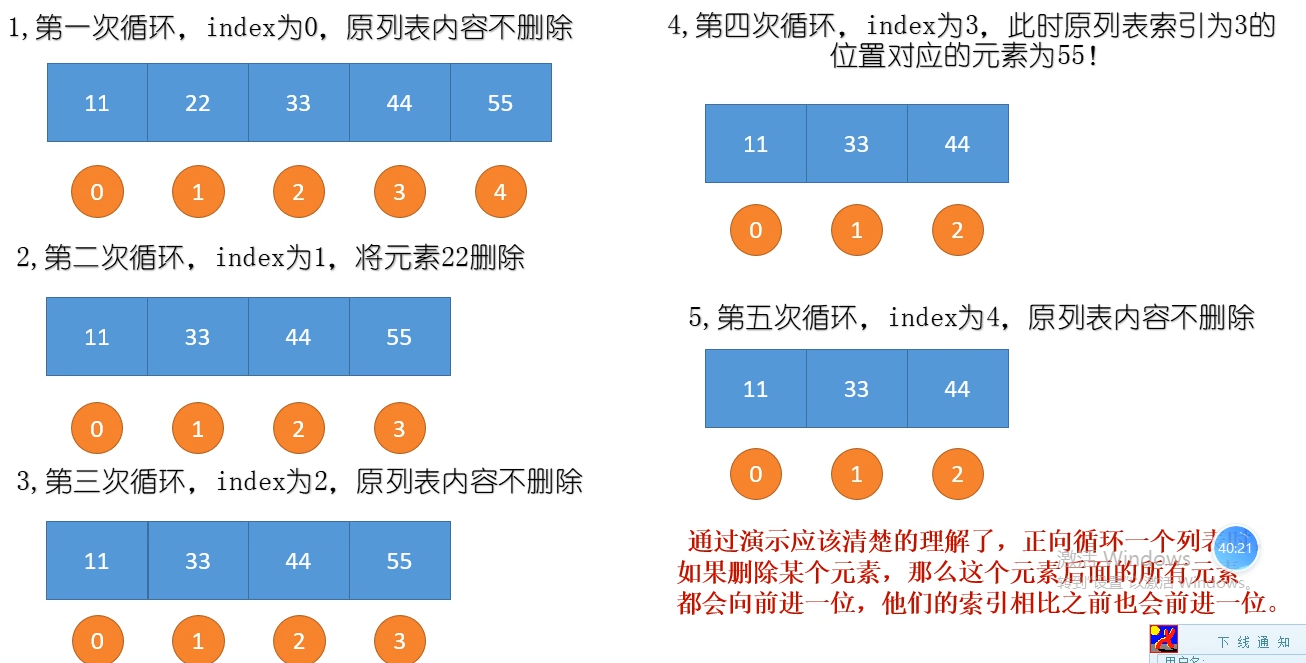 1,第一次循环，index为0，原列表内容不删除
11 22 33 44 55
0 1 2 3 4
2,第二次循环，index为1，将元素22删除
11 33 44 55
0 1 2 3
3,第三次循环，index为2，原列表内容不删除
11 33 44 55
0 1 2 3
4,第四次循环，index为3，此时原列表索引为3的
位置对应的元素为55！
11 33 44
0 1 2
5,第五次循环，index为4，原列表内容不删除
11 33 44
0 1 2
通过演示应该清楚的理解了，正向循环一个列表
如果删除某个元素，那么这个元素后面的所有元素
都会向前进一位，他们的索引相比之前也会前进一位。
40:21
激活 Windows
转到"设置"以激活 Windows。
下线通知
用户名: